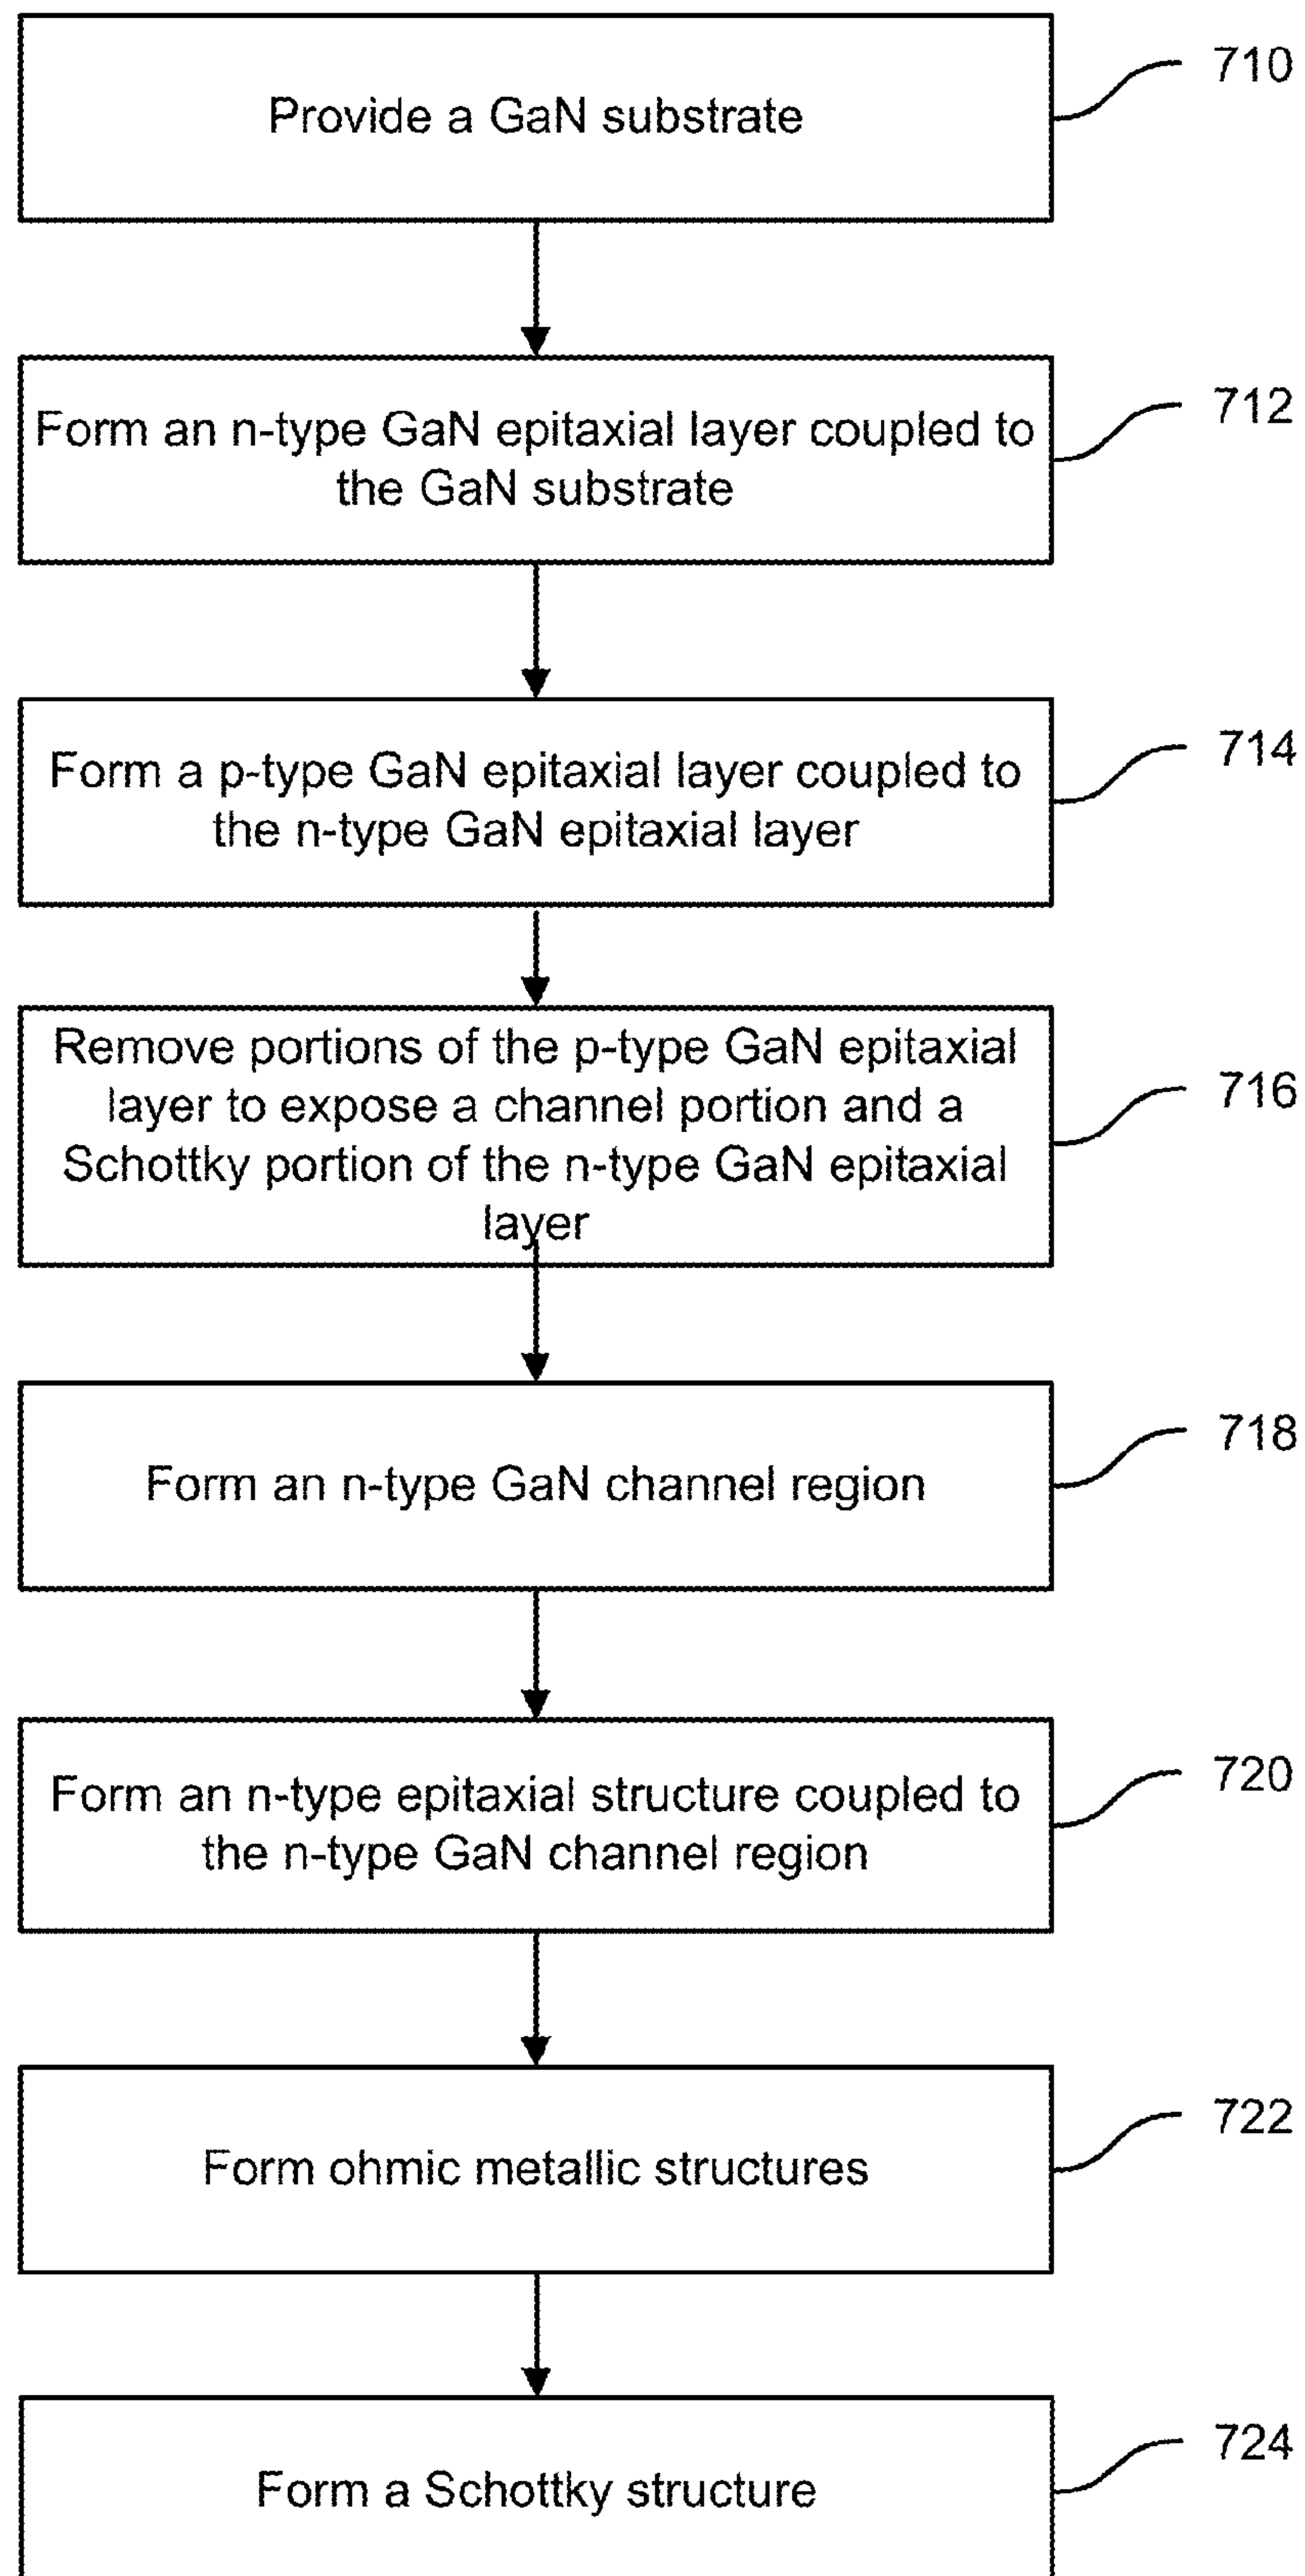 Provide a GaN substrate
710
Form an n-type GaN epitaxial layer coupled to
the GaN substrate
712
Form a p-type GaN epitaxial layer coupled to
the n-type GaN epitaxial layer
714
Remove portions of the p-type GaN epitaxial
layer to expose a channel portion and a
Schottky portion of the n-type GaN epitaxial
layer
716
Form an n-type GaN channel region
718
Form an n-type epitaxial structure coupled to
the n-type GaN channel region
720
Form ohmic metallic structures
722
Form a Schottky structure
724